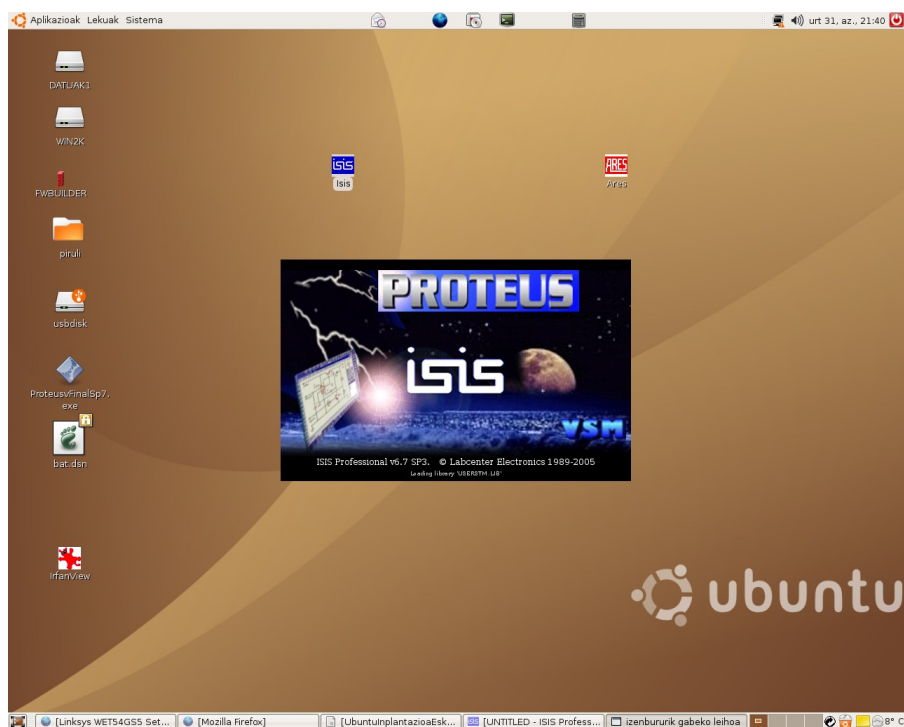 Aplikazioak Lekuak Sistema
urt 31, az., 21:40
DATUAK1
WIN2K
isis
Isis
ARES
Ares
FWBUILDER
piruli
PROTEUS
usbdisk
isis
ProteusvFinalSp7.
exe
VSM
bat.dsn
ISIS Professional v6.7 SP3. © Labcenter Electronics 1989-2005
Loading library 'USERSTM.LIB'
IrfanView
ubuntu
[Linksys WET54GS5 Set... [Mozilla Firefox] [UbuntuInplantazioaEsk... [UNTITLED - ISIS Profess... izenbururik gabeko leihoa 8° C